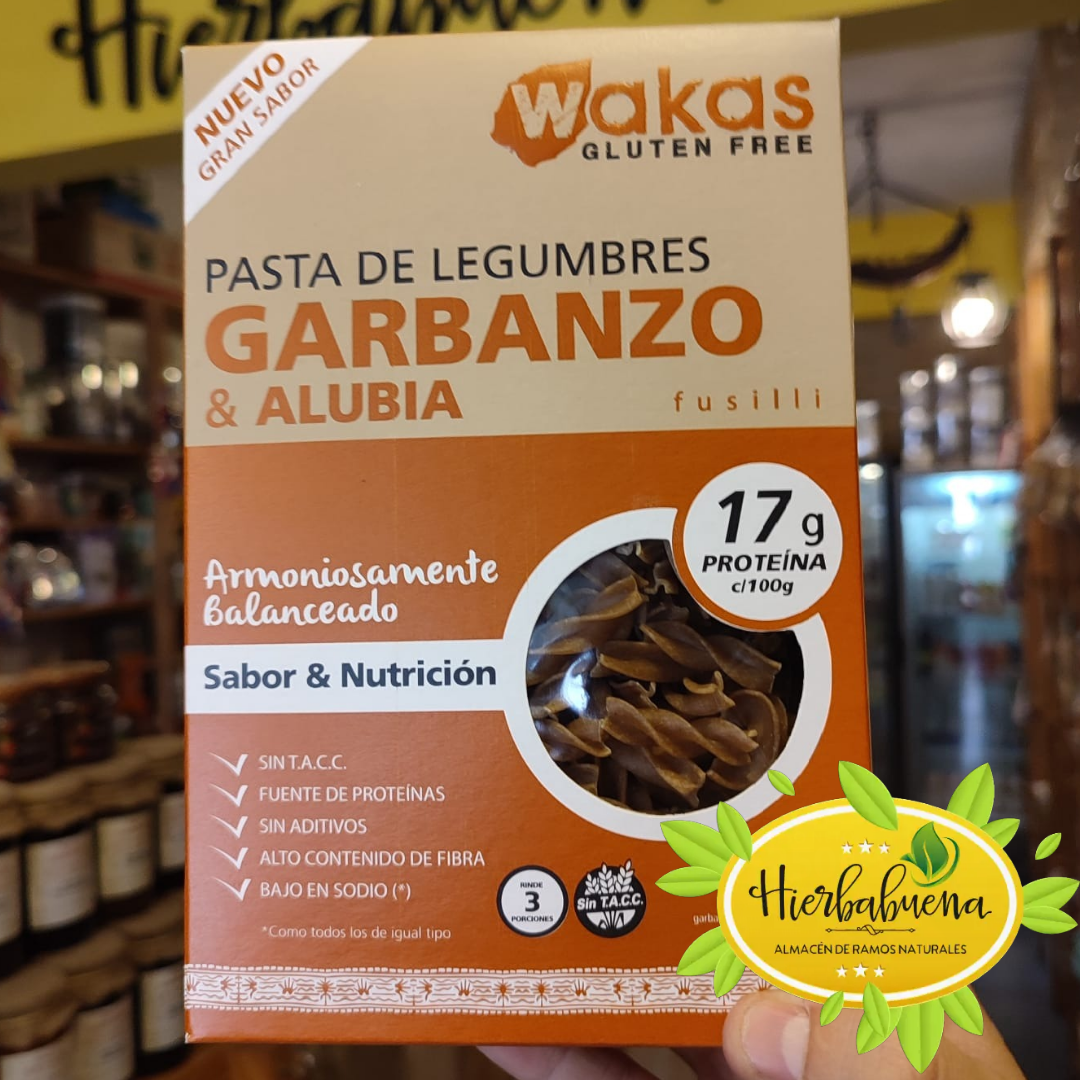 NUEVO
GRAN SABOR
wakas
GLUTEN FREE
PASTA DE LEGUMBRES
GARBANZO
& ALUBIA
fusilli
17 g
PROTEÍNA
c/100g
Armoniosamente
Balanceado
Sabor & Nutrición
SIN T.A.C.C.
FUENTE DE PROTEÍNAS
SIN ADITIVOS
ALTO CONTENIDO DE FIBRA
BAJO EN SODIO (*)
*Como todos los de igual tipo
RINDE
3
PORCIONES
Sin T.A.C.C.
Hierbabuena
ALMACÉN DE RAMOS NATURALES